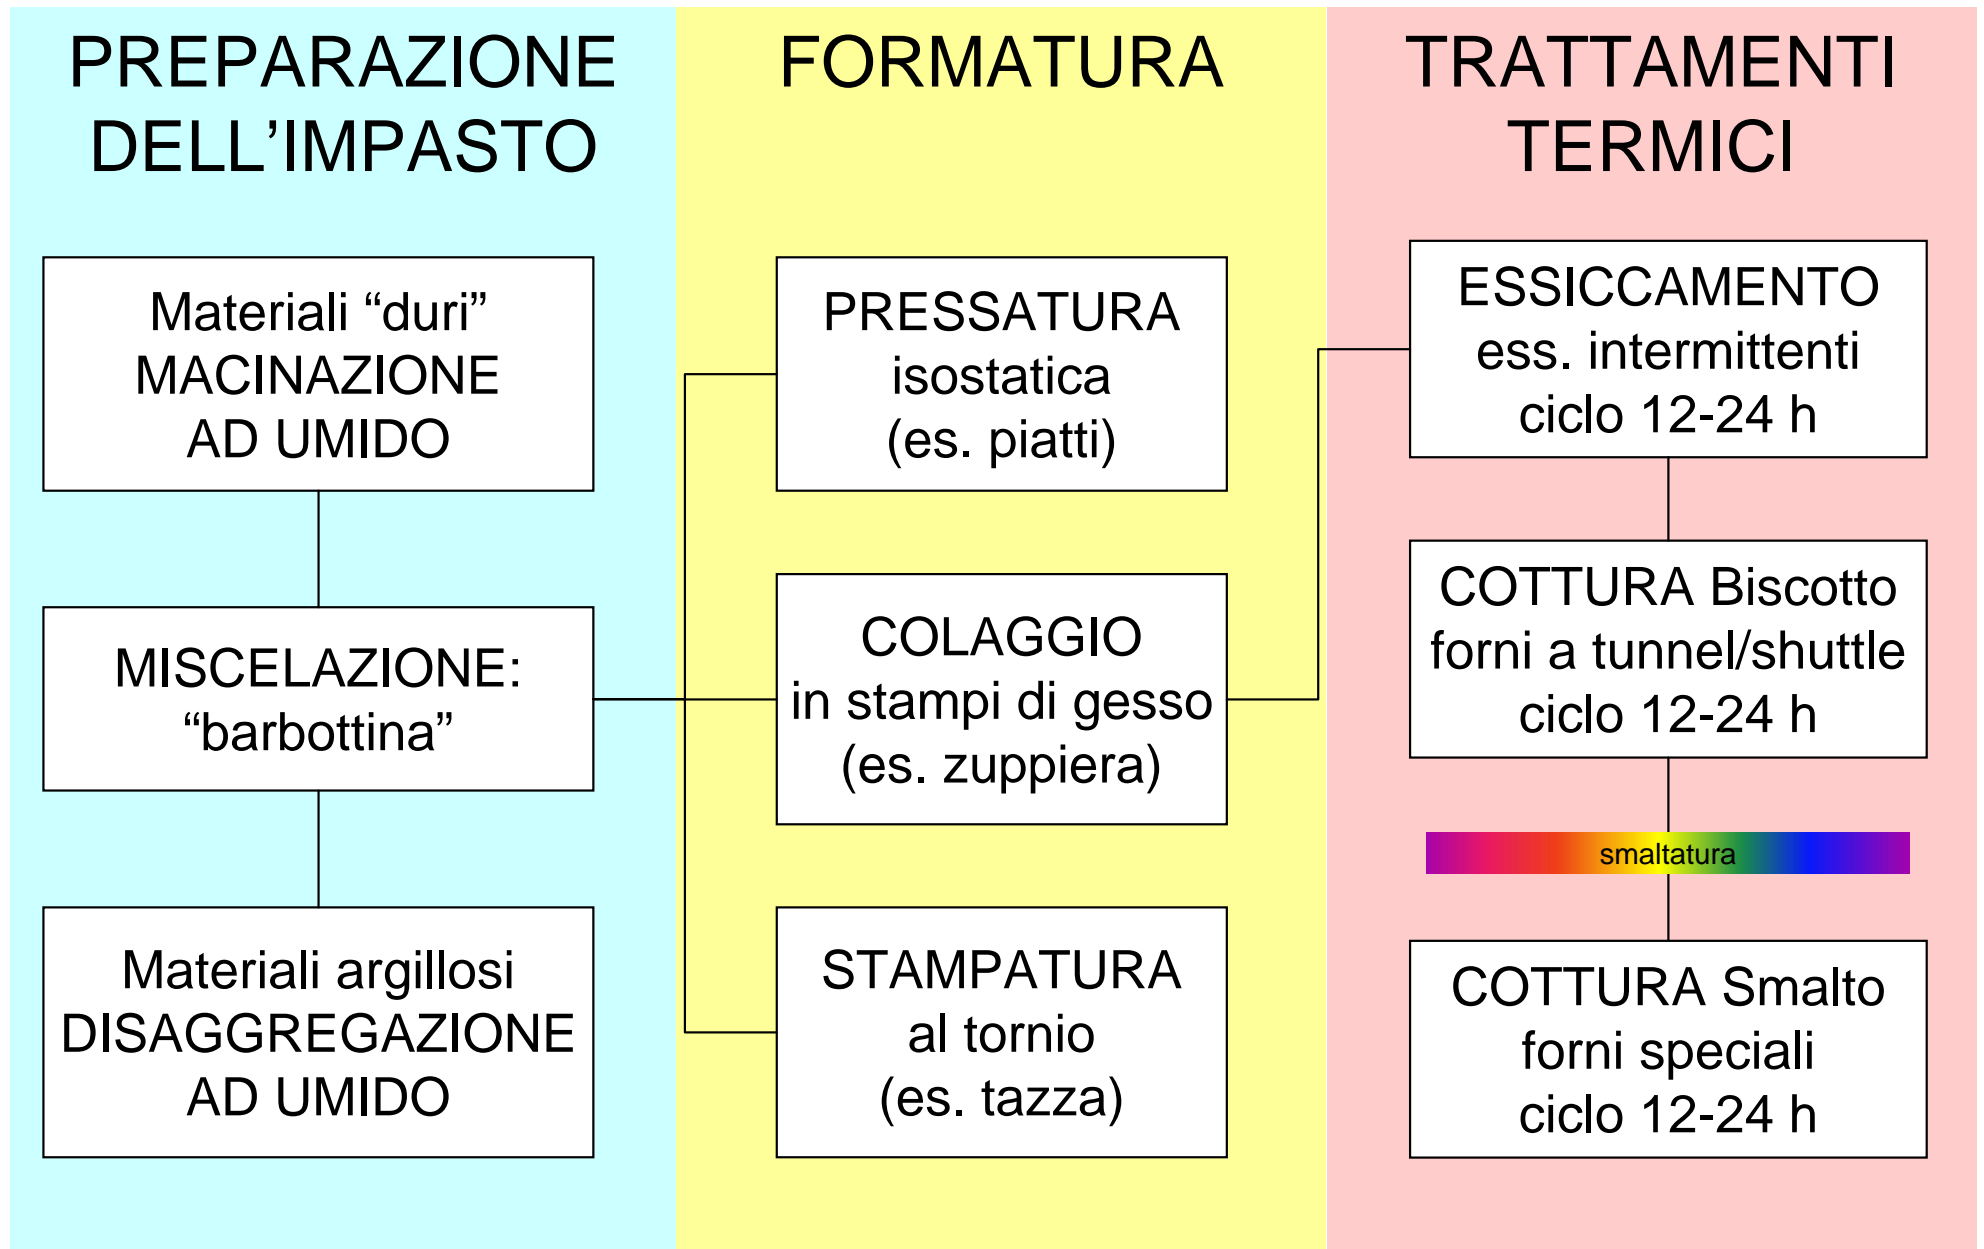 PREPARAZIONE
DELL’IMPASTO
Materiali “duri”
MACINAZIONE
AD UMIDO
MISCELAZIONE:
“barbottina”
Materiali argillosi
DISAGGREGAZIONE
AD UMIDO
FORMATURA
PRESSATURA
isostatica
(es. piatti)
COLAGGIO
in stampi di gesso
(es. zuppiera)
STAMPATURA
al tornio
(es. tazza)
TRATTAMENTI
TERMICI
ESSICCAMENTO
ess. intermittenti
ciclo 12-24 h
COTTURA Biscotto
forni a tunnel/shuttle
ciclo 12-24 h
smaltatura
COTTURA Smalto
forni speciali
ciclo 12-24 h